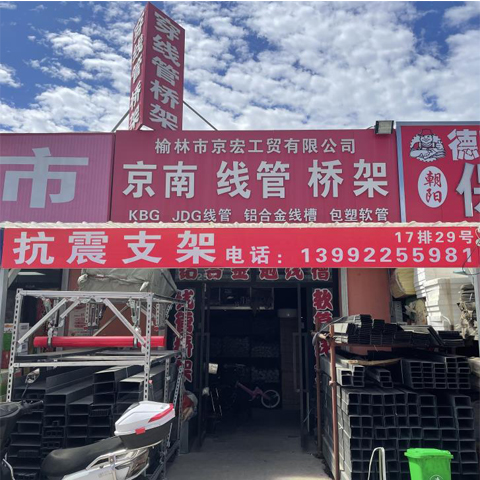 穿线管桥架
榆林市京宏工贸有限公司
市
京南 线管 桥架
KBG JDG线管 铝合金线槽 包塑软管
朝阳
德
17排29号
抗震支架 电话：13992255981